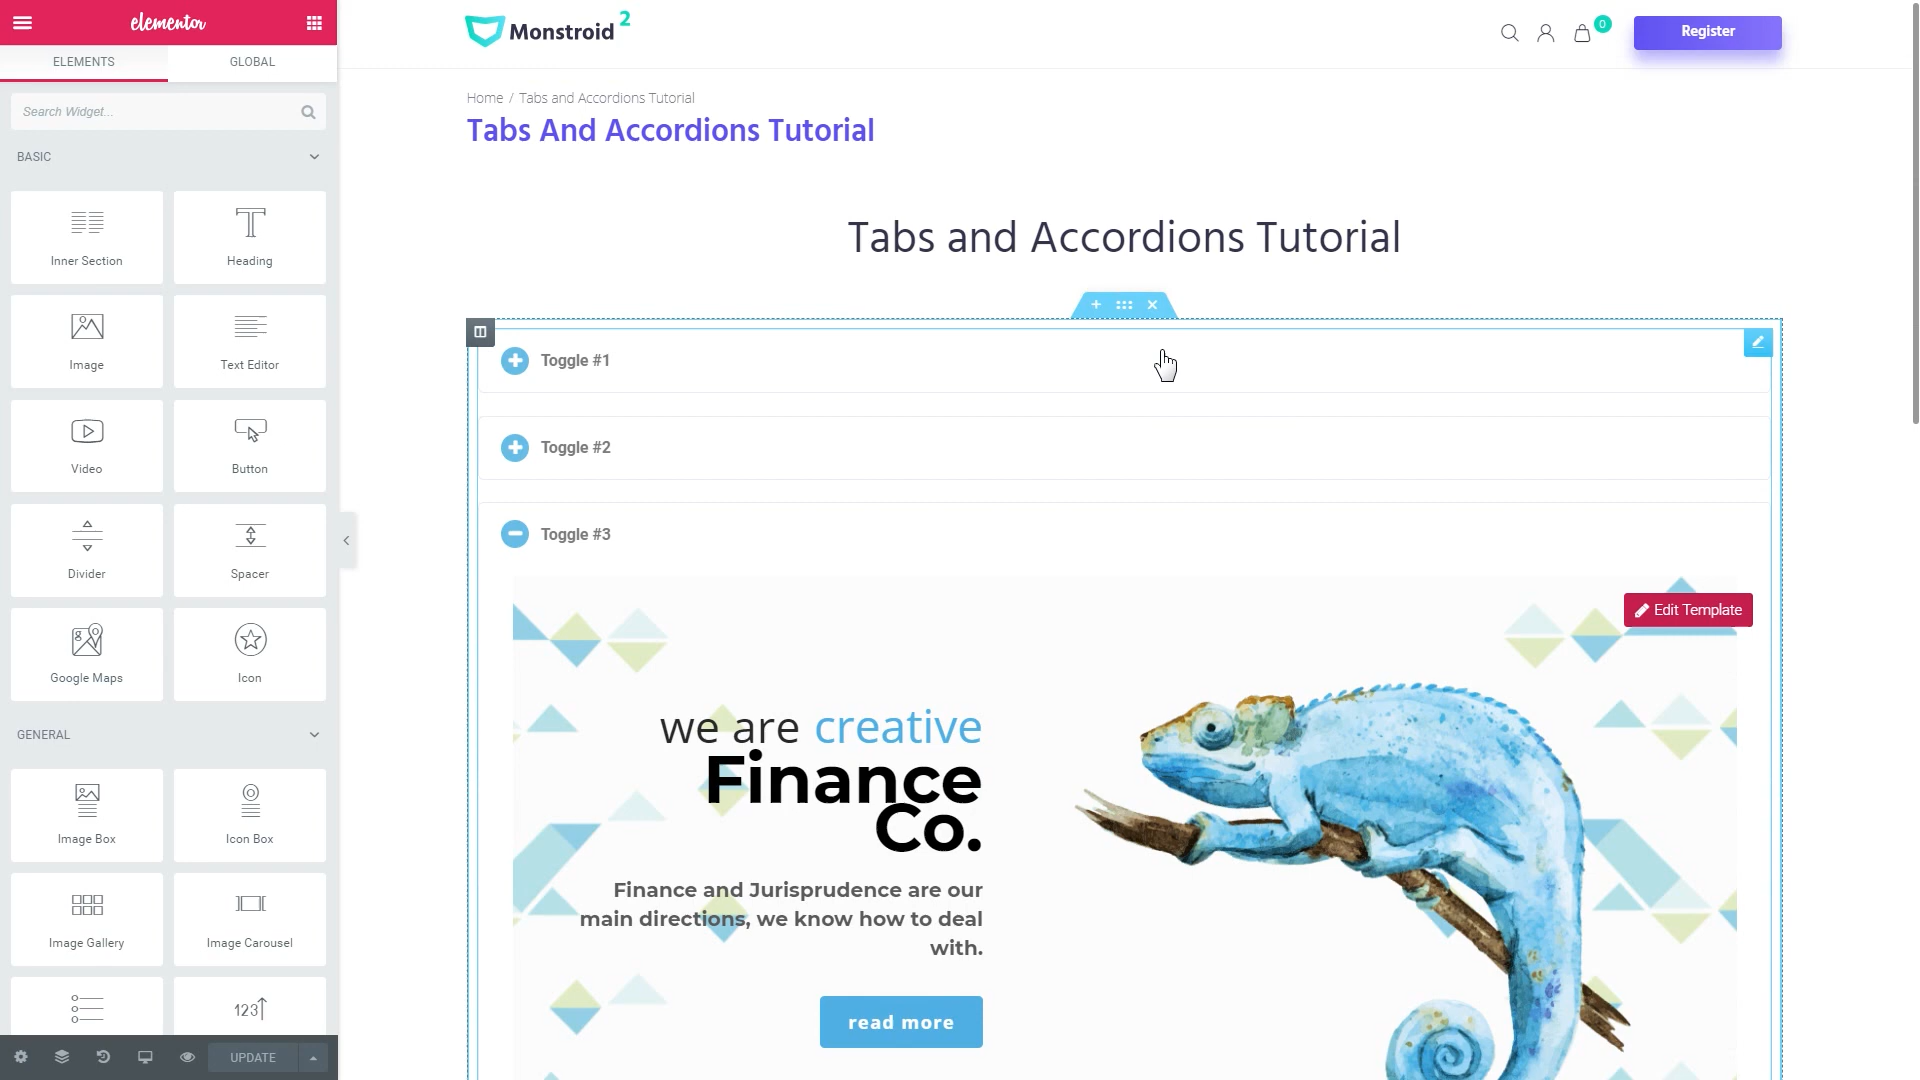 elementor
ELEMENTS
GLOBAL
Search Widget...
BASIC
Inner Section
Heading
Image
Text Editor
Video
Button
Divider
Spacer
Google Maps
Icon
GENERAL
Image Box
Icon Box
Image Gallery
Image Carousel
123
UPDATE
Monstroid 2
0
Register
Home / Tabs and Accordions Tutorial
Tabs And Accordions Tutorial
Tabs and Accordions Tutorial
Toggle #1
Toggle #2
Toggle #3
Edit Template
we are creative
Finance
Co.
Finance and Jurisprudence are our
main directions, we know how to deal
with.
read more